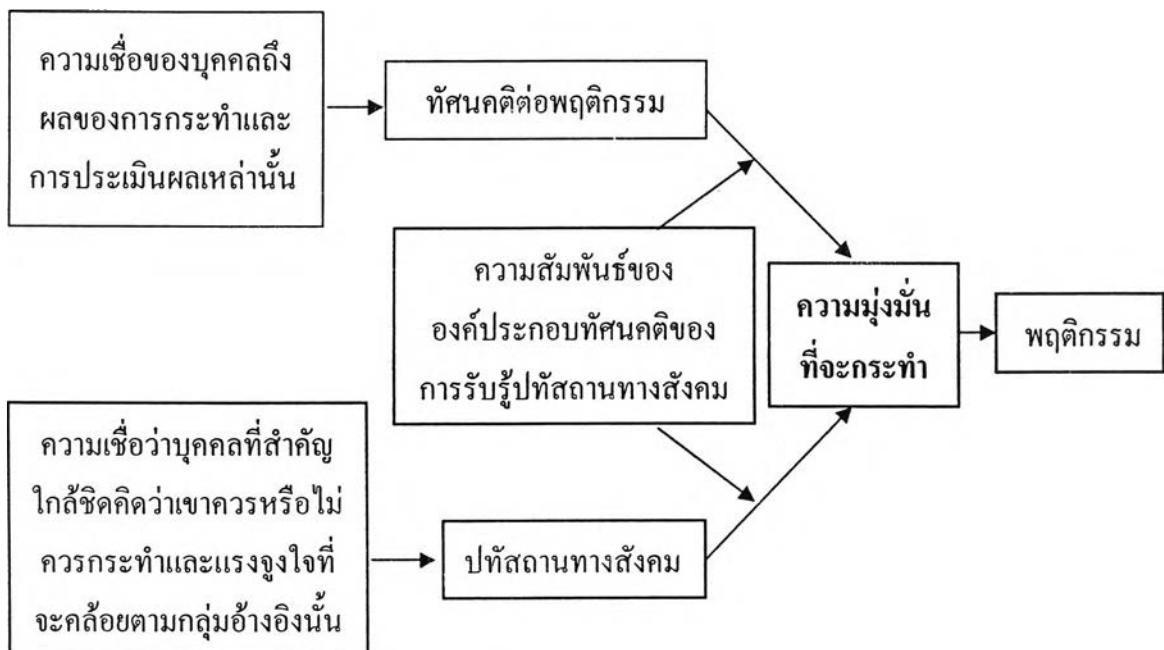 ความเชื่อของบุคคลถึง
ผลของการกระทำและ
การประเมินผลเหล่านั้น
ทัศนคติต่อพฤติกรรม
ความสัมพันธ์ของ
องค์ประกอบทัศนคติของ
การรับรู้ปทัสถานทางสังคม
ความมุ่งมั่น
ที่จะกระทำ
พฤติกรรม
ความเชื่อว่าบุคคลที่สำคัญ
ใกล้ชิดคิดว่าเขาควรหรือไม่
ควรกระทำและแรงจูงใจที่
จะคล้อยตามกลุ่มอ้างอิงนั้น
ปทัสถานทางสังคม